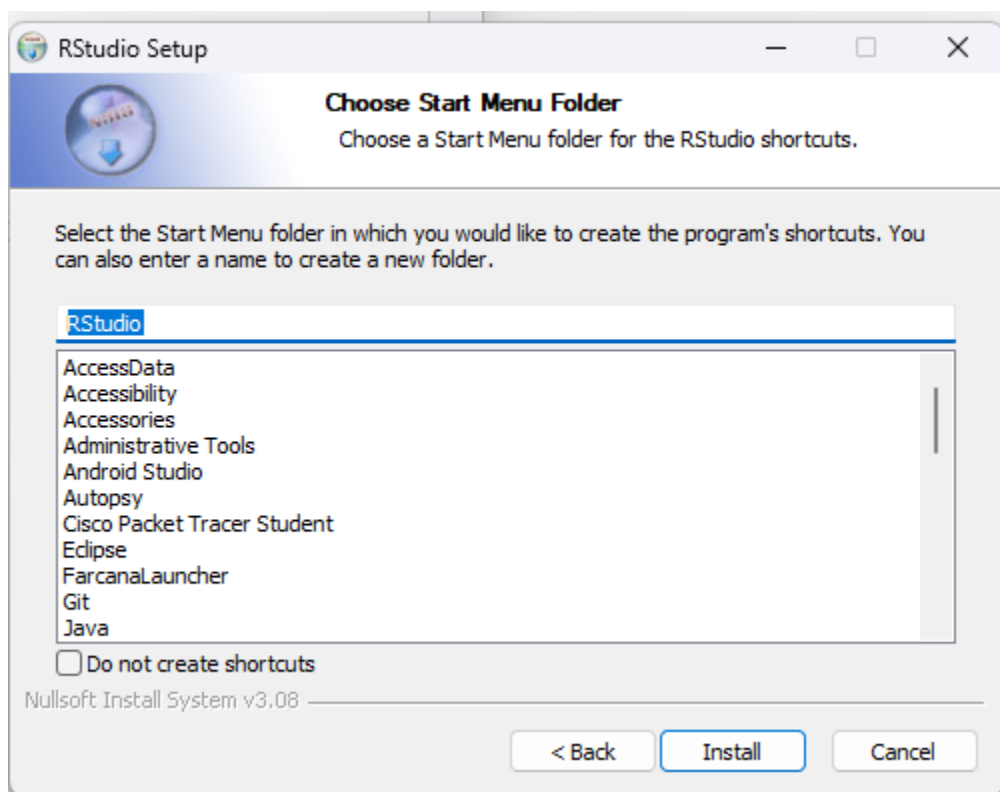 RStudio Setup
Choose Start Menu Folder
Choose a Start Menu folder for the RStudio shortcuts.
Select the Start Menu folder in which you would like to create the program's shortcuts. You
can also enter a name to create a new folder.
RStudio
AccessData
Accessibility
Accessories
Administrative Tools
Android Studio
Autopsy
Cisco Packet Tracer Student
Eclipse
FarcanaLauncher
Git
Java
Do not create shortcuts
Nullsoft Install System v3.08
< Back
Install
Cancel